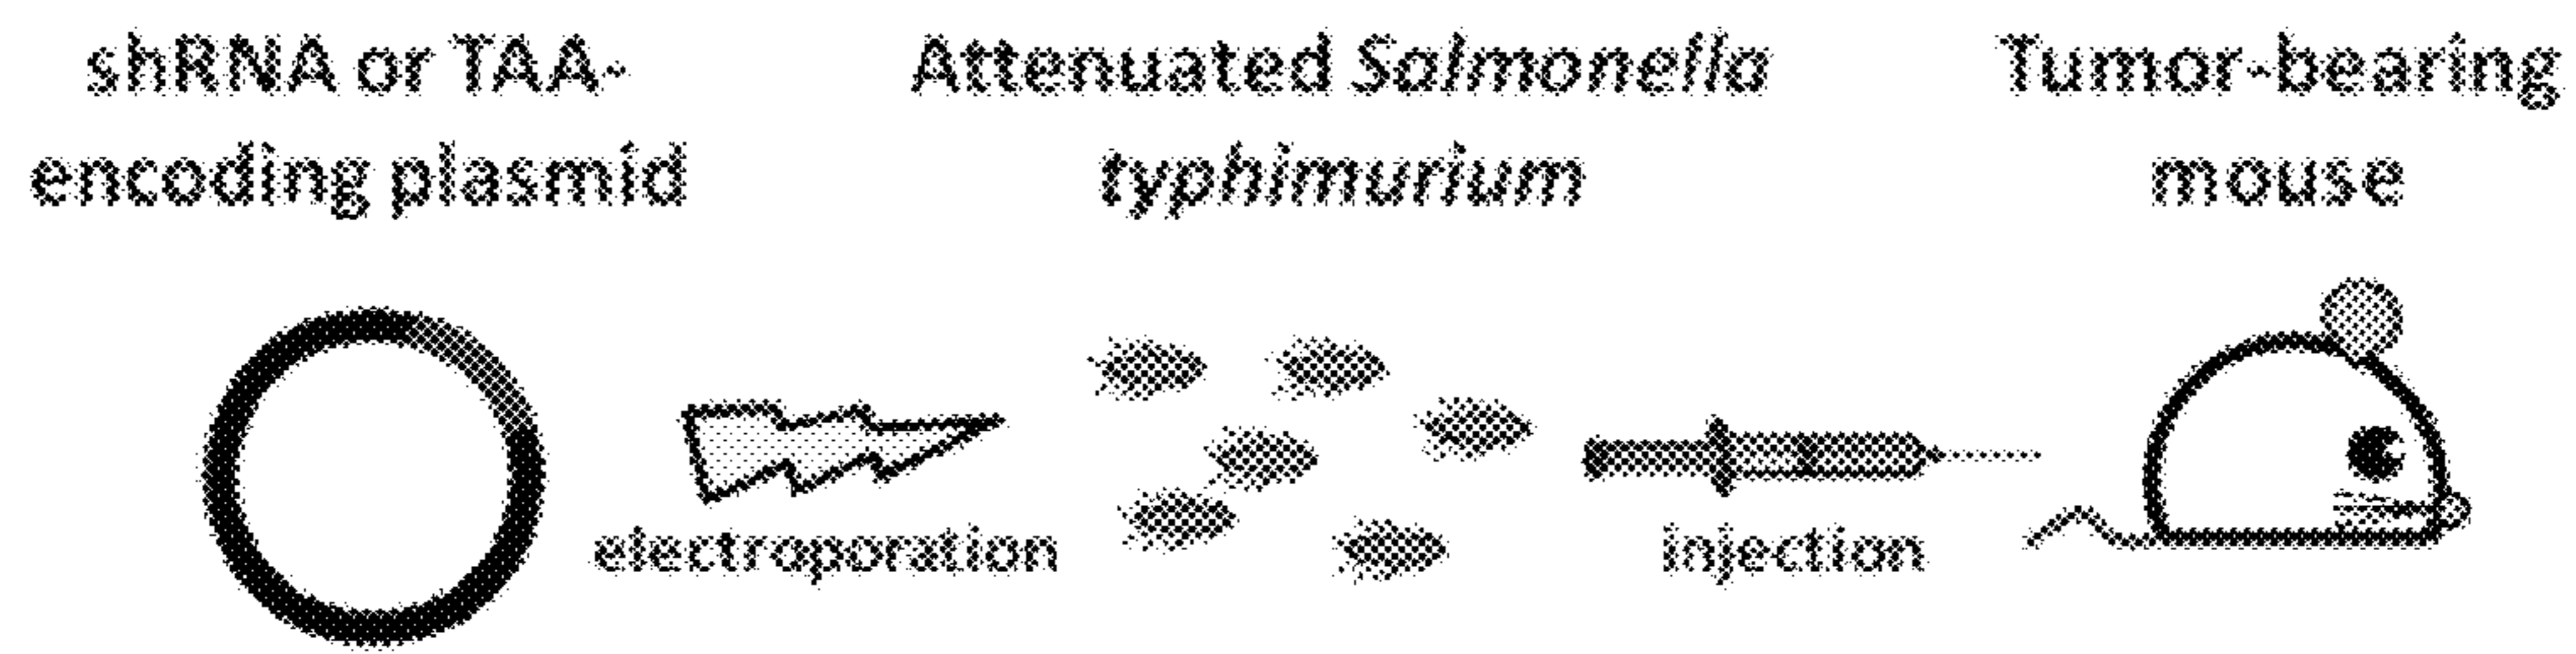 shRNA or TAA-
encoding plasmid
Attenuated Salmonella
typhimurium
Tumor-bearing
mouse
electroporation
injection